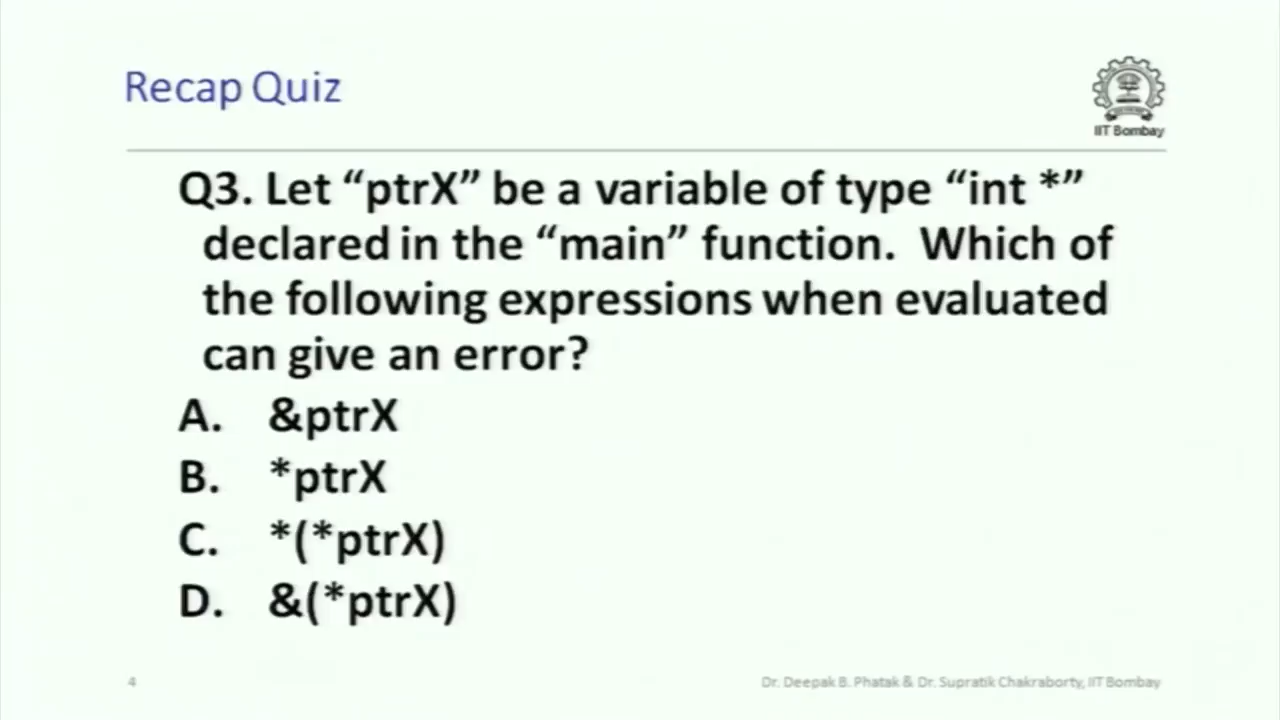 Recap Quiz
IIT Bombay
Q3. Let “ptrX” be a variable of type “int *”
declared in the “main” function. Which of
the following expressions when evaluated
can give an error?
A. &ptrX
B. *ptrX
C. *(*ptrX)
D. &(*ptrX)
4
Dr. Deepak B. Phatak & Dr. Supratik Chakraborty, IIT Bombay